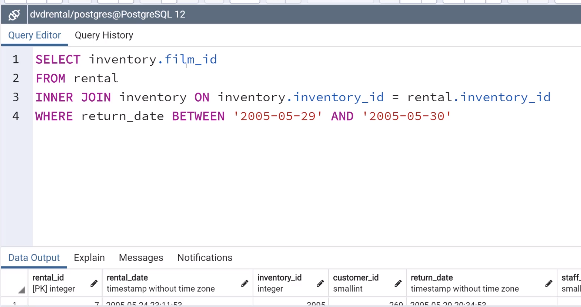 dvdrental/postgres@PostgreSQL 12
Query Editor Query History
1 SELECT inventory.film_id
2 FROM rental
3 INNER JOIN inventory ON inventory.inventory_id = rental.inventory_id
4 WHERE return_date BETWEEN '2005-05-29' AND '2005-05-30'
Data Output Explain Messages Notifications
rental_id rental_date inventory_id customer_id return_date staff_
[PK] integer timestamp without time zone integer smallint timestamp without time zone small